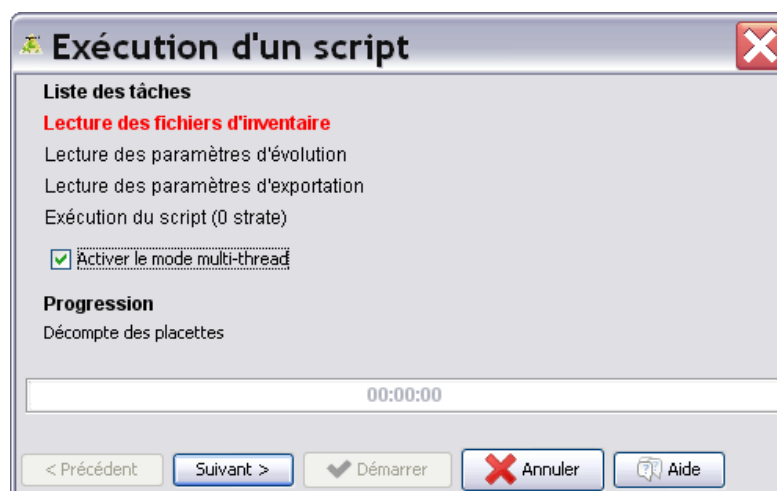 Exécution d'un script
Liste des tâches
Lecture des fichiers d'inventaire
Lecture des paramètres d'évolution
Lecture des paramètres d'exportation
Exécution du script (0 strate)
Activer le mode multi-thread
Progression
Décompte des placettes
00:00:00
< Précédent Suivant > Démarrer Annuler Aide